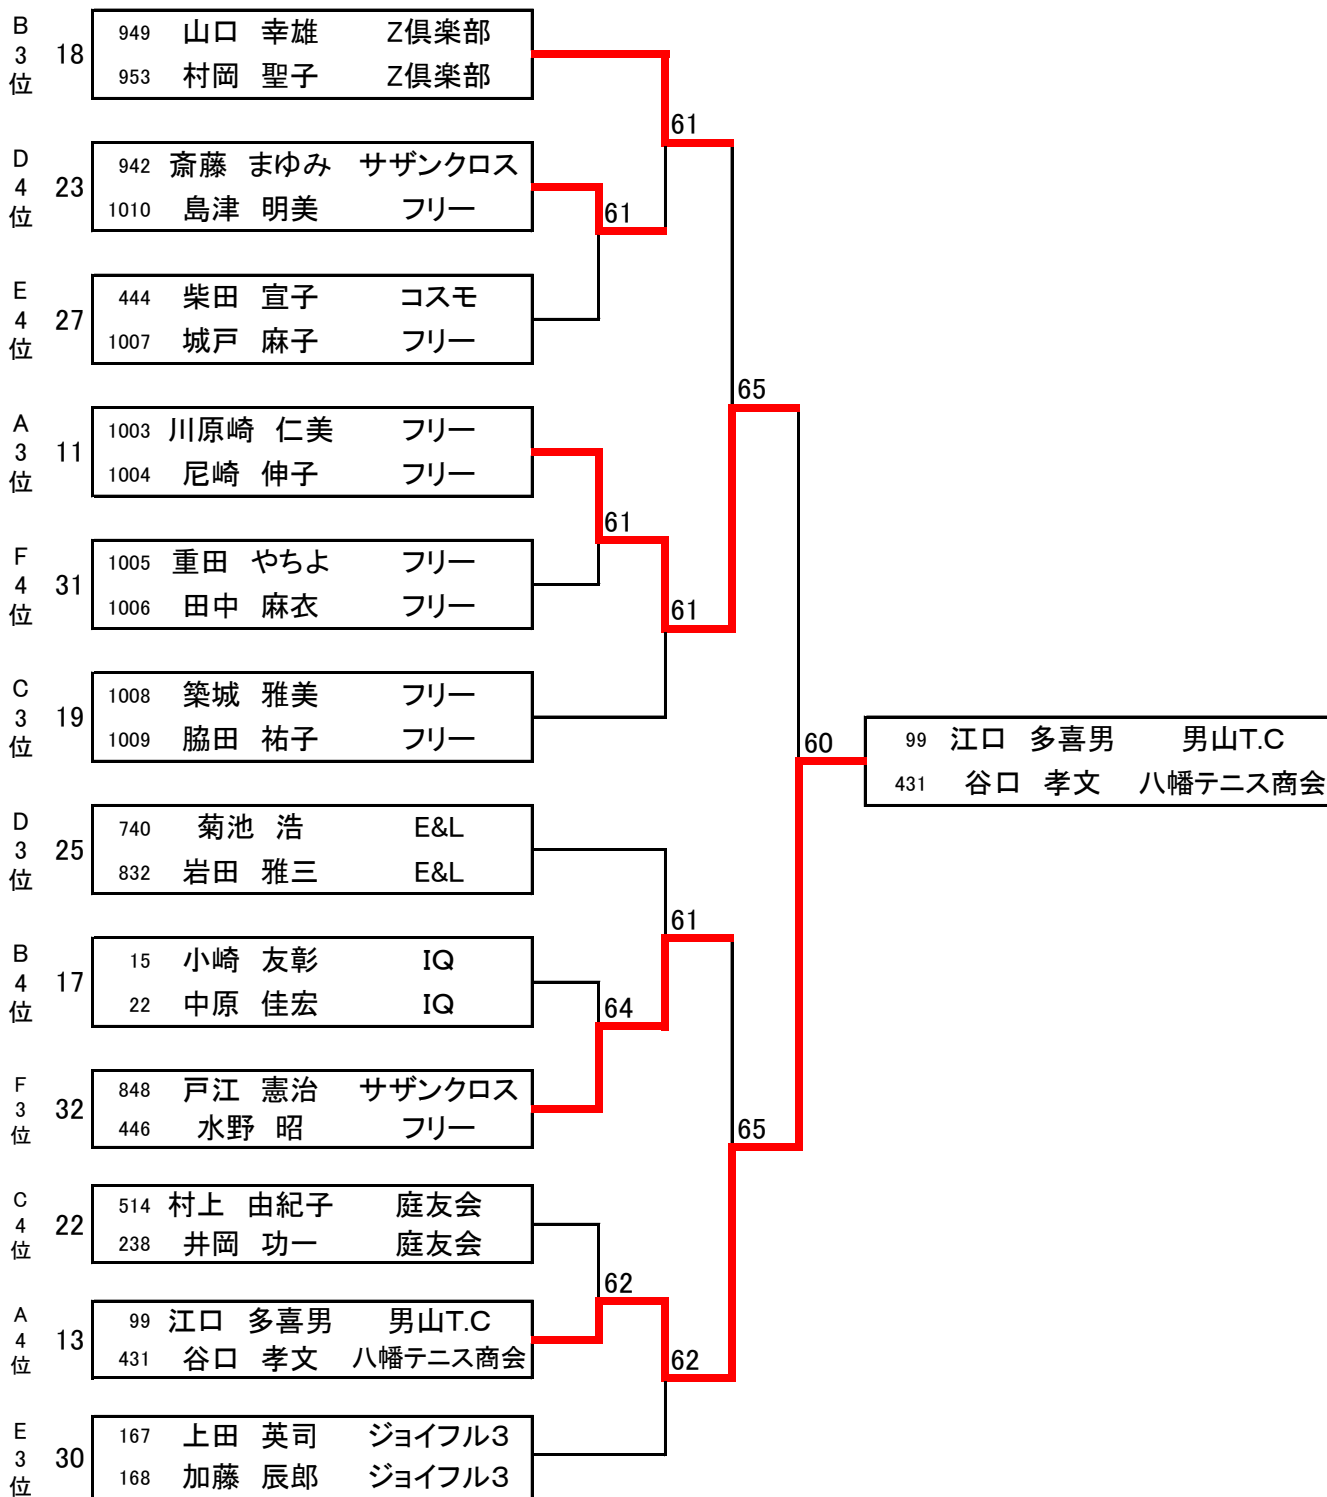 B
3
位
18
949 山口 幸雄 Z倶楽部
953 村岡 聖子 Z倶楽部
61
D
4
位
23
942 斎藤 まゆみ サザンクロス
1010 島津 明美 フリー
61
E
4
位
27
444 柴田 宣子 コスモ
1007 城戸 麻子 フリー
65
A
3
位
11
1003 川原崎 仁美 フリー
1004 尼崎 伸子 フリー
61
F
4
位
31
1005 重田 やちよ フリー
1006 田中 麻衣 フリー
61
C
3
位
19
1008 築城 雅美 フリー
1009 脇田 祐子 フリー
60
99 江口 多喜男 男山T.C
431 谷口 孝文 八幡テニス商会
D
3
位
25
740 菊池 浩 E&L
832 岩田 雅三 E&L
61
B
4
位
17
15 小崎 友彰 IQ
22 中原 佳宏 IQ
64
F
3
位
32
848 戸江 憲治 サザンクロス
446 水野 昭 フリー
65
C
4
位
22
514 村上 由紀子 庭友会
238 井岡 功一 庭友会
62
A
4
位
13
99 江口 多喜男 男山T.C
431 谷口 孝文 八幡テニス商会
62
E
3
位
30
167 上田 英司 ジョイフル3
168 加藤 辰郎 ジョイフル3